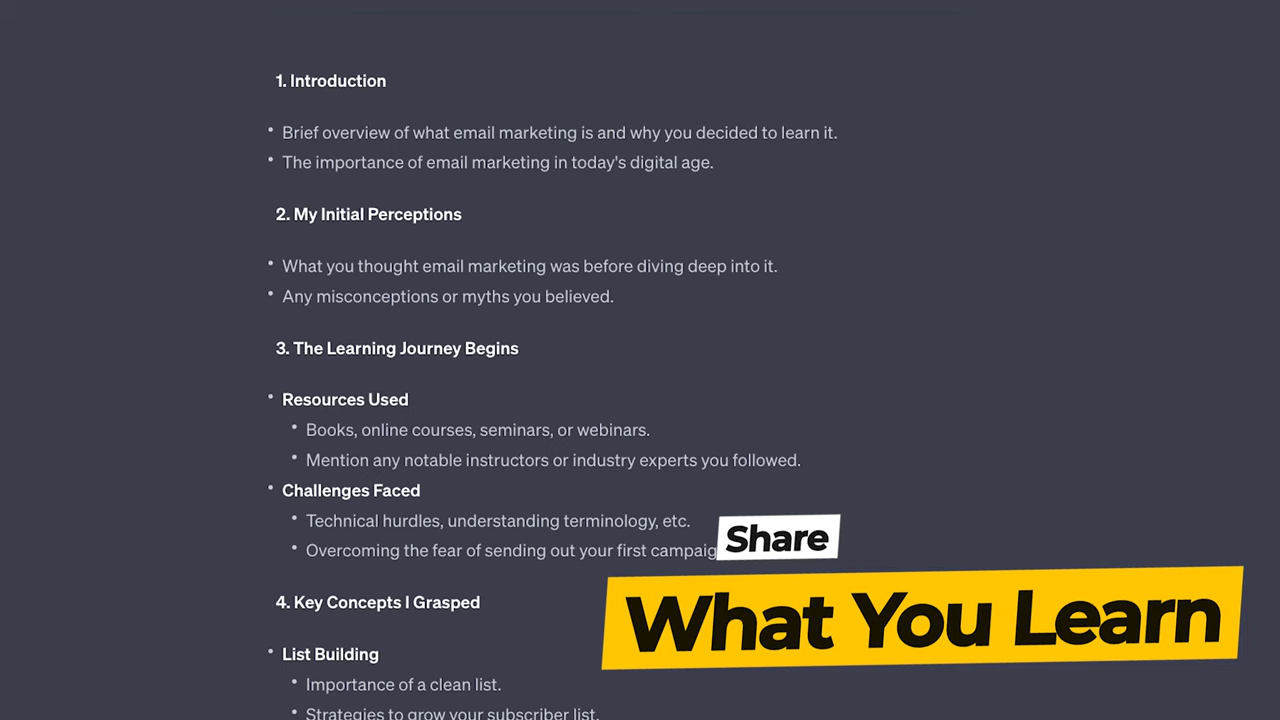 1. Introduction
• Brief overview of what email marketing is and why you decided to learn it.
• The importance of email marketing in today's digital age.
2. My Initial Perceptions
• What you thought email marketing was before diving deep into it.
• Any misconceptions or myths you believed.
3. The Learning Journey Begins
• Resources Used
• Books, online courses, seminars, or webinars.
• Mention any notable instructors or industry experts you followed.
• Challenges Faced
• Technical hurdles, understanding terminology, etc.
• Overcoming the fear of sending out your first campaig
Share
What You Learn
4. Key Concepts I Grasped
• List Building
• Importance of a clean list.
• Strategies to grow your subscriber list.